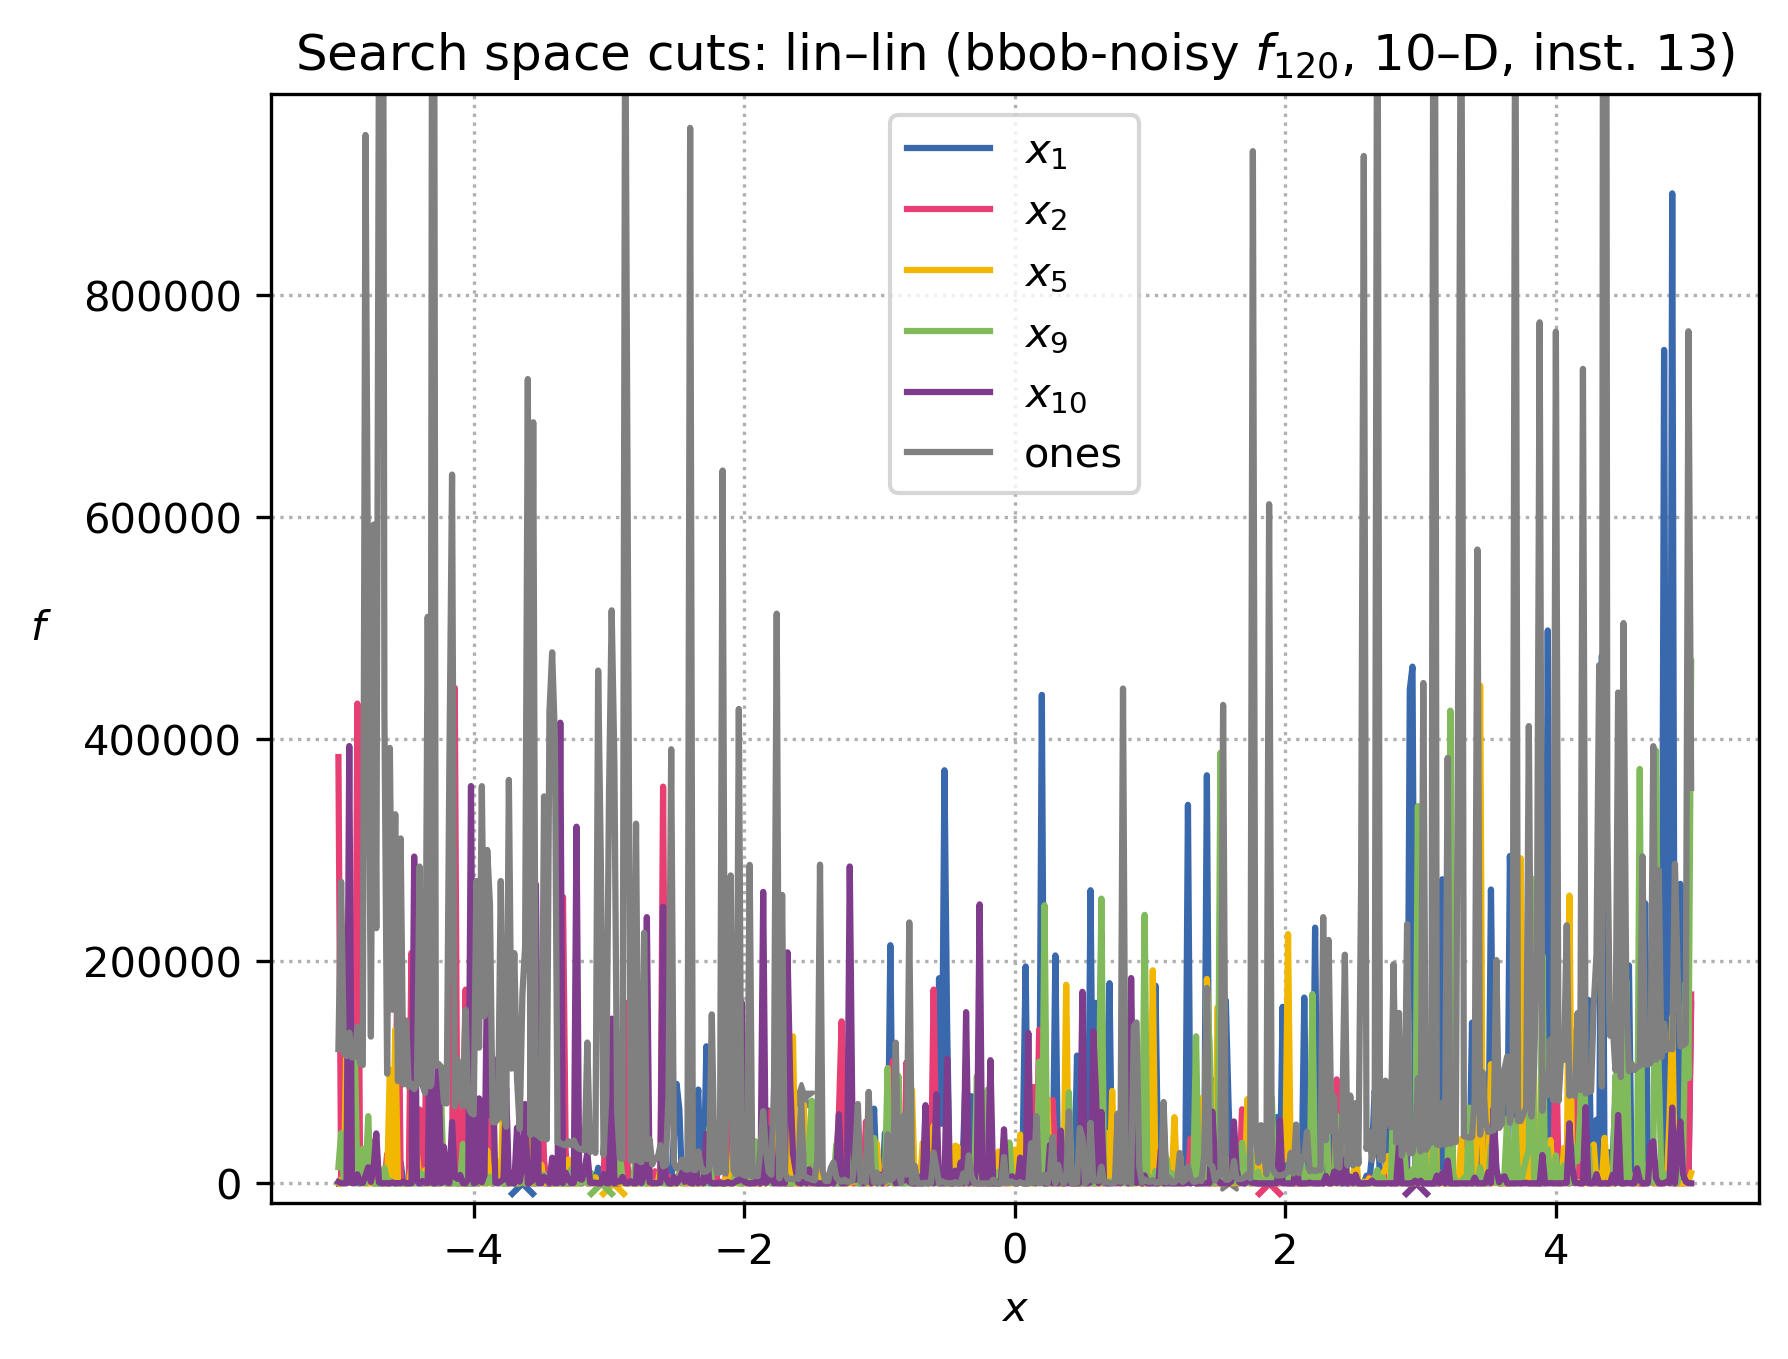 Search space cuts: lin–lin (bbob-noisy f₁₂₀, 10–D, inst. 13)
x₁
x₂
x₅
x₉
x₁₀
ones
800000
600000
400000
200000
0
f
−4 −2 0 2 4
x